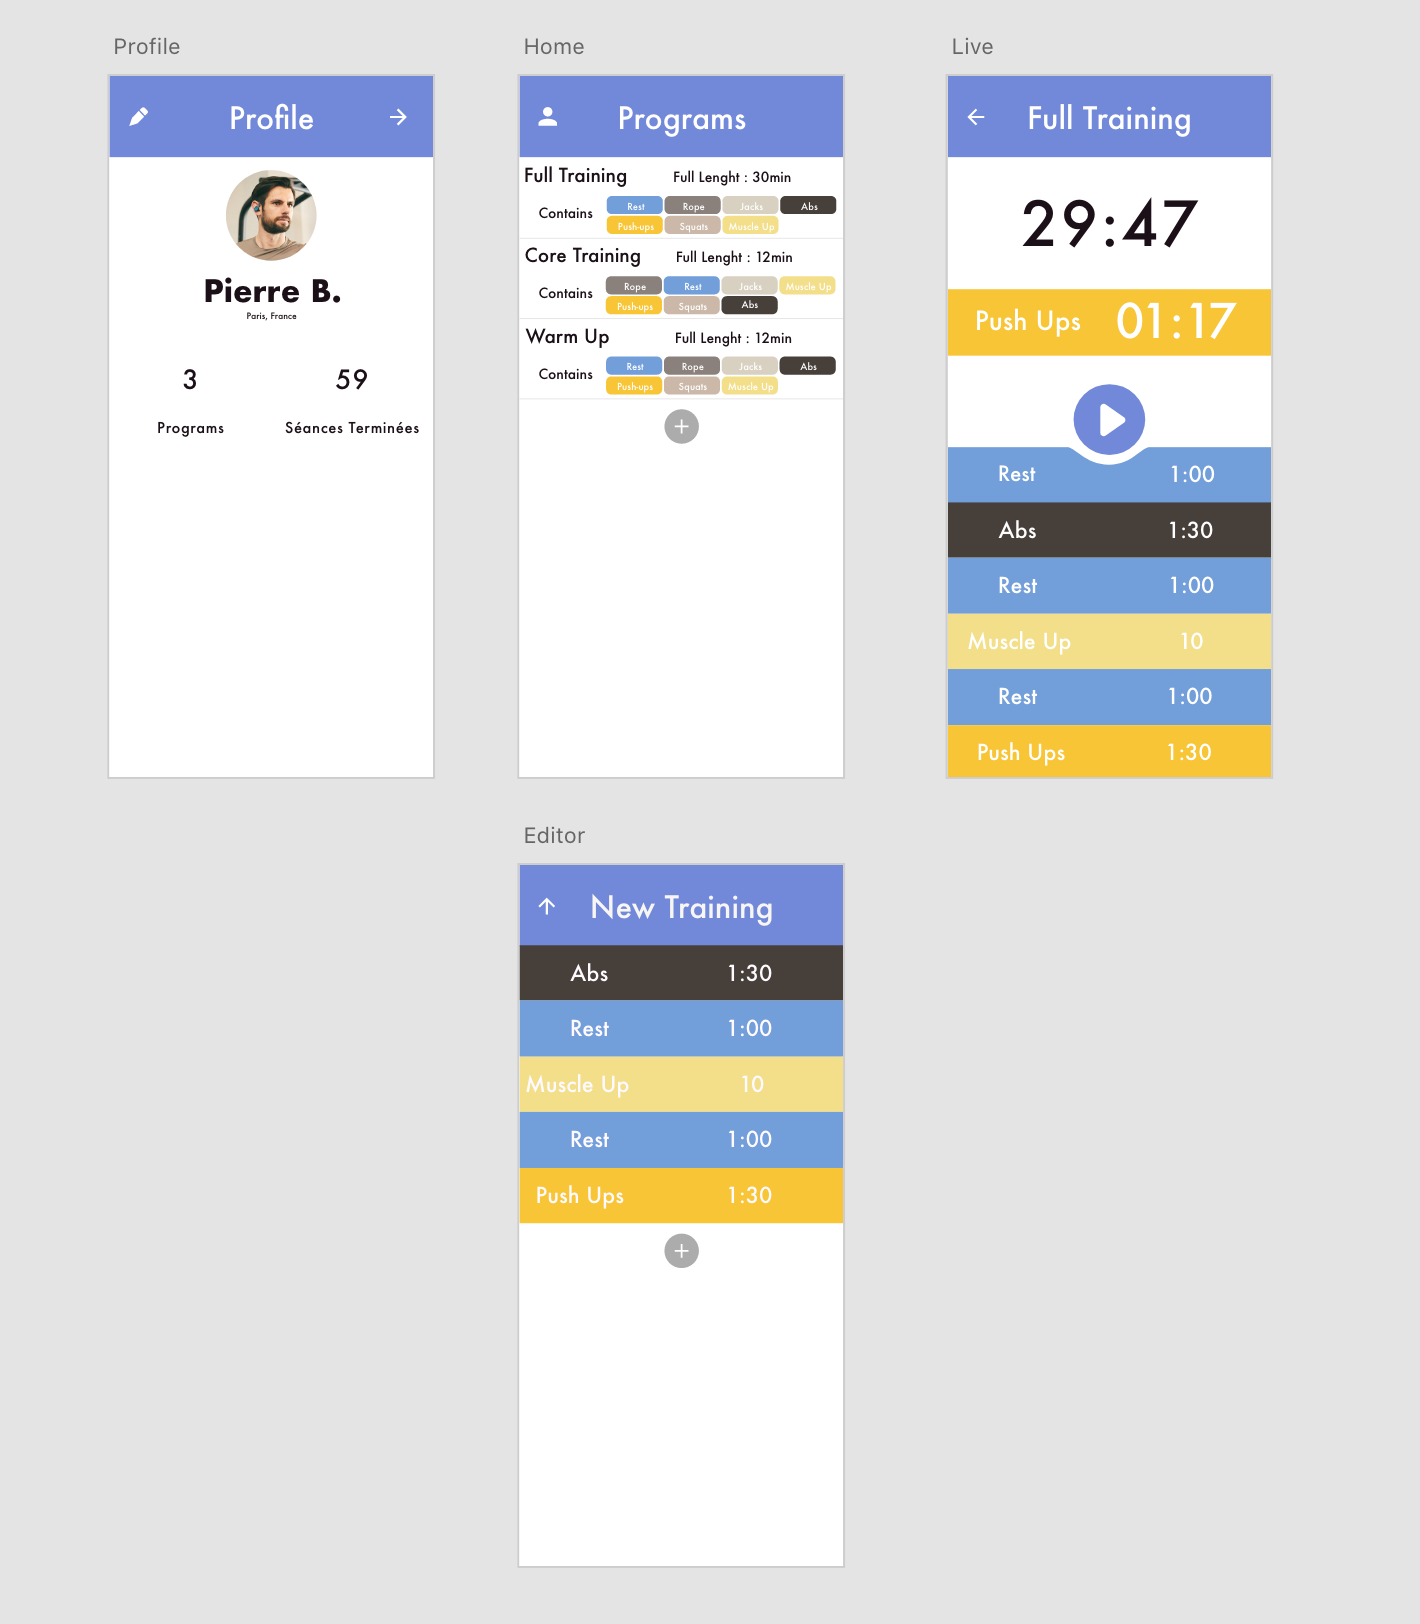 Profile
Profile
Pierre B.
Paris, France
3
59
Programs
Séances Terminées
Home
Programs
Full Training
Full Lenght : 30min
Contains
Rest
Rope
Jacks
Abs
Push-ups
Squats
Muscle Up
Core Training
Full Lenght : 12min
Contains
Rope
Rest
Jacks
Muscle Up
Push-ups
Squats
Abs
Warm Up
Full Lenght : 12min
Contains
Rest
Rope
Jacks
Abs
Push-ups
Squats
Muscle Up
Live
Full Training
29:47
Push Ups 01:17
Rest 1:00
Abs 1:30
Rest 1:00
Muscle Up 10
Rest 1:00
Push Ups 1:30
Editor
New Training
Abs 1:30
Rest 1:00
Muscle Up 10
Rest 1:00
Push Ups 1:30